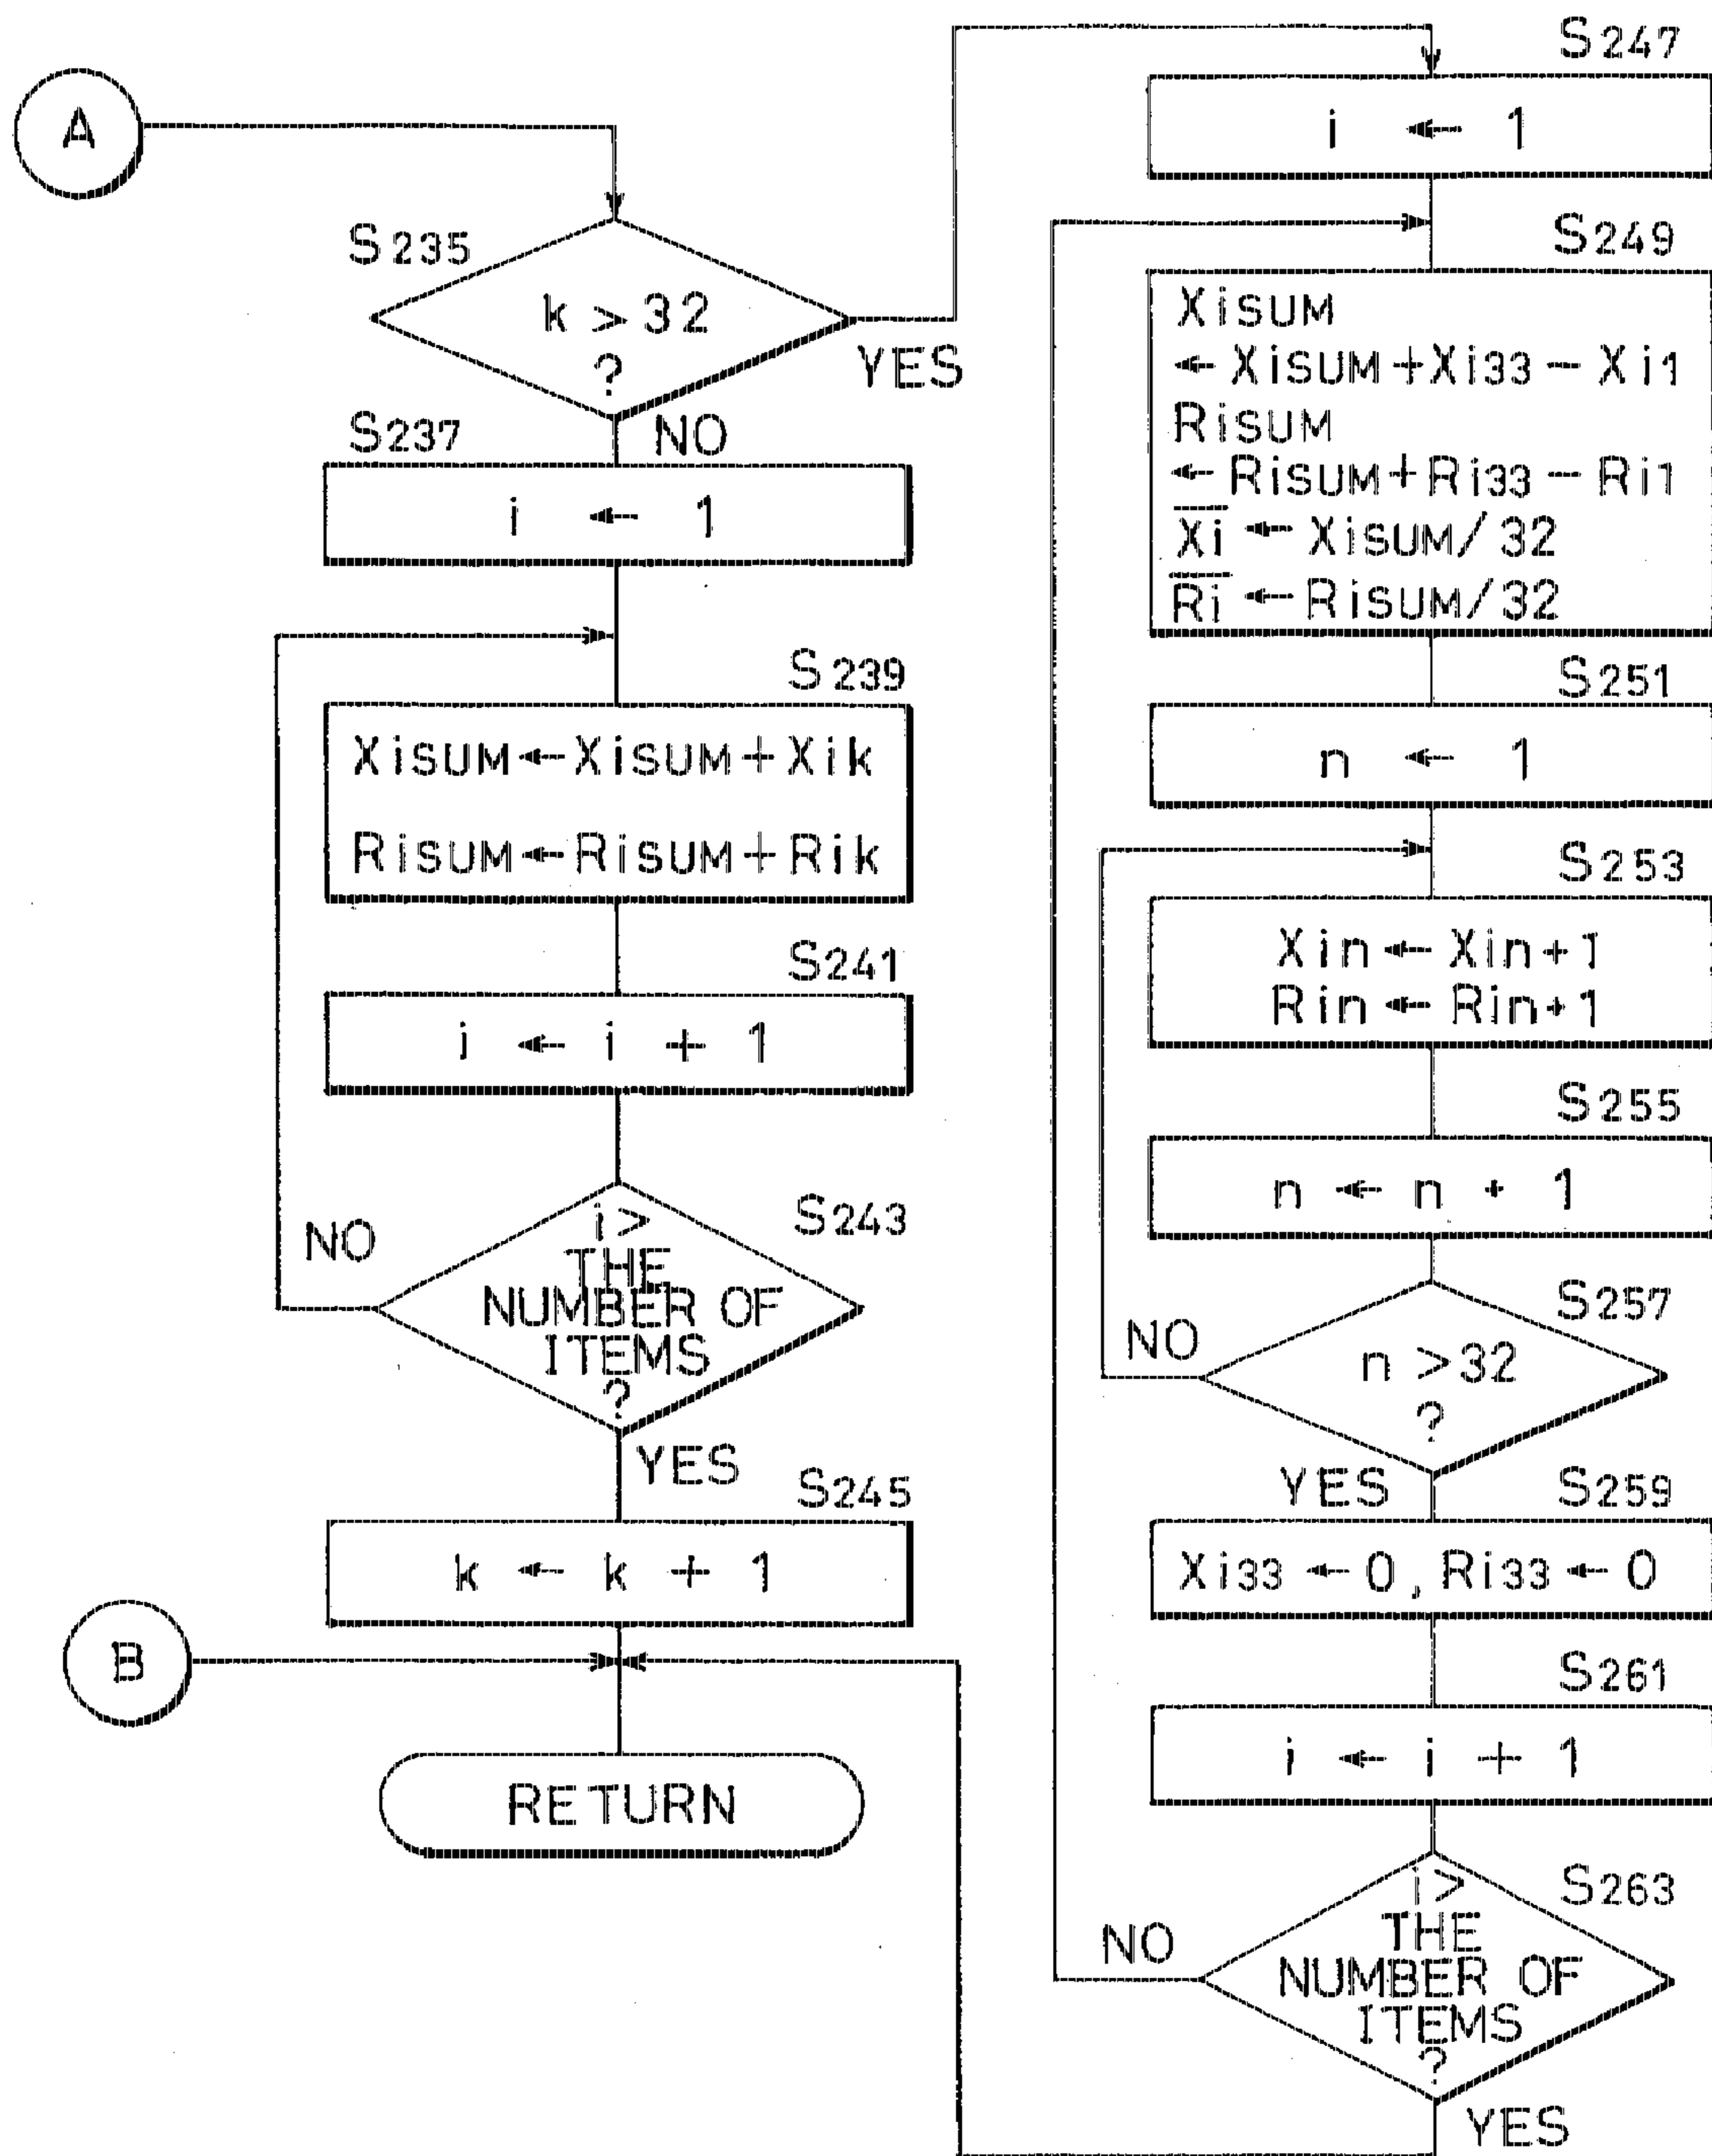 A
S235
k > 32
?
YES
NO
S237
i ← 1
S239
XiSUM←XiSUM+Xik
RiSUM←RiSUM+Rik
S241
i ← i + 1
S243
i >
THE
NUMBER OF
ITEMS
?
NO
YES
S245
k ← k + 1
B
RETURN
S247
i ← 1
S249
XiSUM
←XiSUM+Xi33-Xi1
RiSUM
←RiSUM+Ri33-Ri1
X̅i̅←XiSUM/32
R̅i̅←RiSUM/32
S251
n ← 1
S253
Xin←Xin+1
Rin←Rin+1
S255
n ← n + 1
S257
n >32
?
NO
YES
S259
Xi33←0, Ri33←0
S261
i ← i + 1
S263
i >
THE
NUMBER OF
ITEMS
?
NO
YES